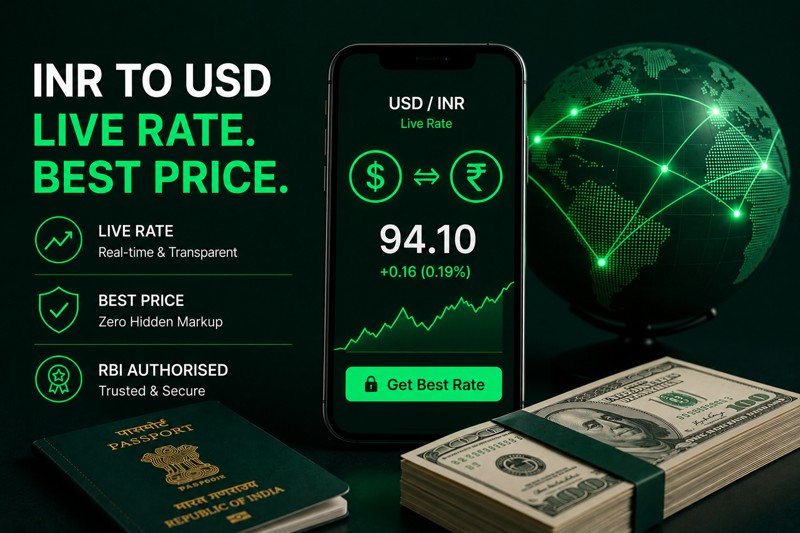 INR TO USD
LIVE RATE.
BEST PRICE.
LIVE RATE
Real-time & Transparent
BEST PRICE
Zero Hidden Markup
RBI AUTHORISED
Trusted & Secure
USD / INR
Live Rate
$ ⇔ ₹
94.10
+0.16 (0.19%)
Get Best Rate
पासपोर्ट
PASSPORT
भारत गणराज्य
REPUBLIC OF INDIA
100
100